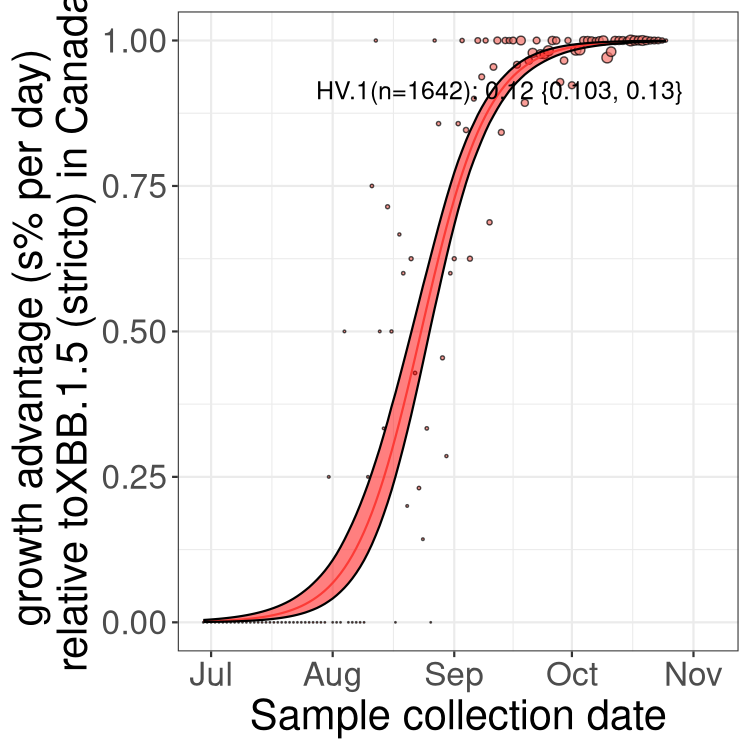 growth advantage (s% per day)
relative toXBB.1.5 (stricto) in Canada
1.00
0.75
0.50
0.25
0.00
HV.1(n=1642): 0.12 {0.103, 0.13}
Jul Aug Sep Oct Nov
Sample collection date